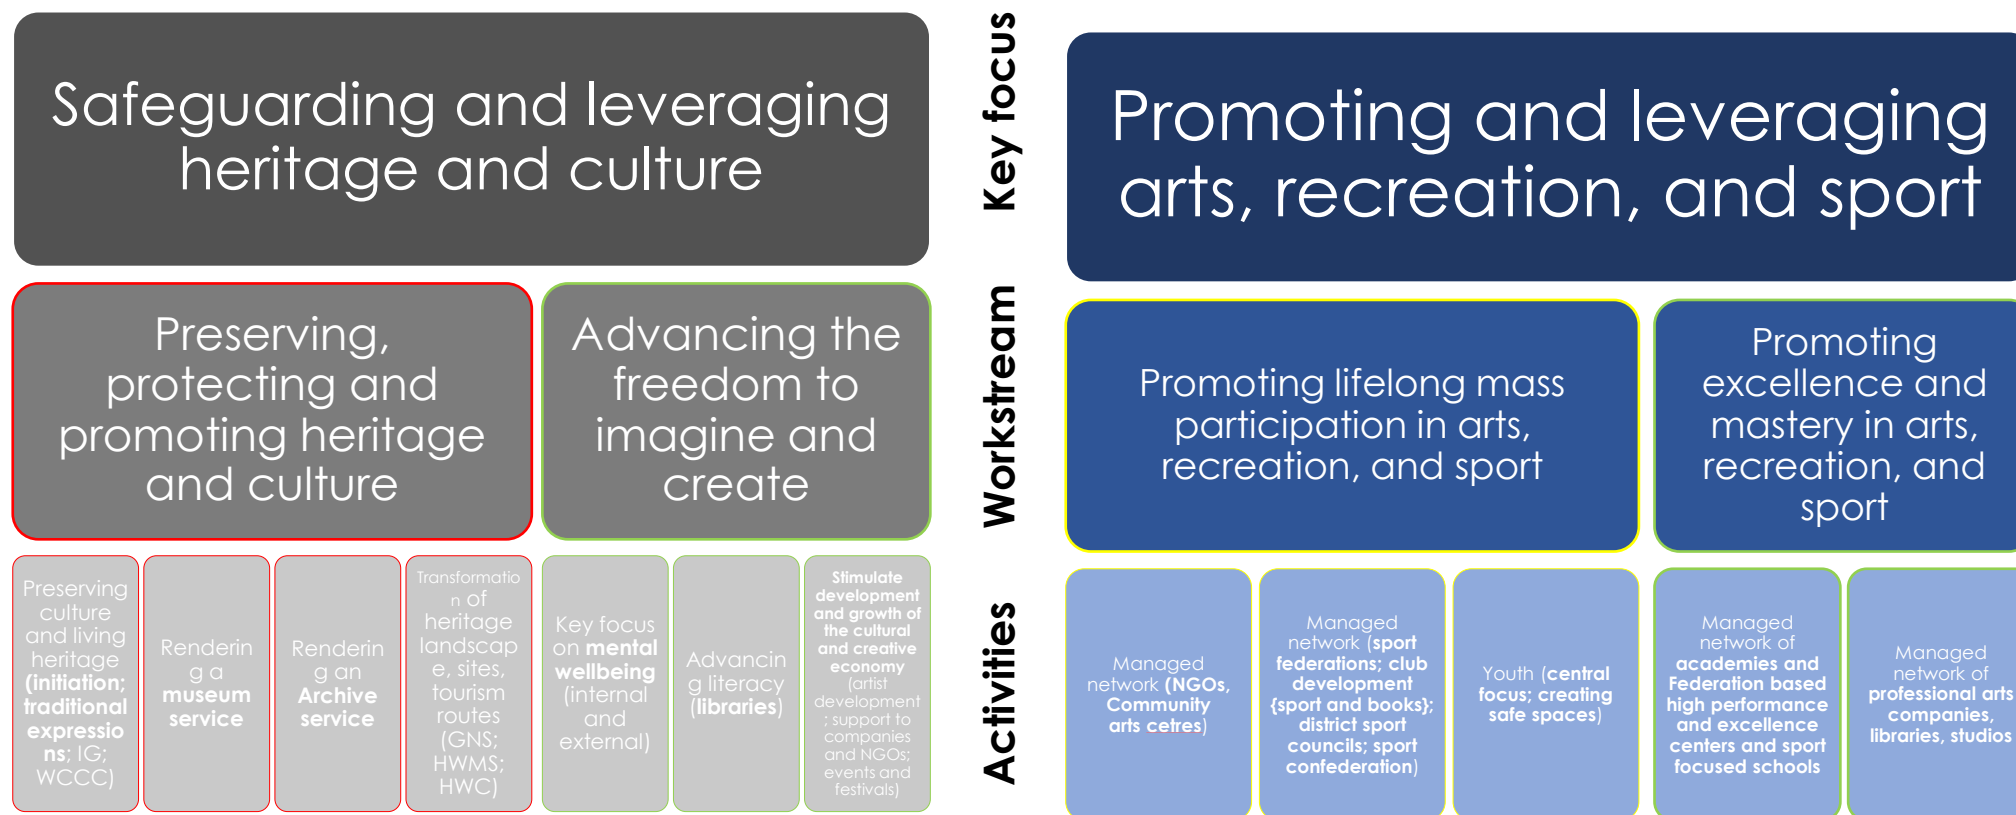 Safeguarding and leveraging
heritage and culture
Key focus
Promoting and leveraging
arts, recreation, and sport
Preserving,
protecting and
promoting heritage
and culture
Advancing the
freedom to
imagine and
create
Workstream
Promoting lifelong mass
participation in arts,
recreation, and sport
Promoting
excellence and
mastery in arts,
recreation, and
sport
Preserving
culture
and living
heritage
(initiation;
traditional
expressio
ns; IG;
WCCC)
Renderin
g a
museum
service
Renderin
g an
Archive
service
Transformatio
n of
heritage
landscap
e, sites,
tourism
routes
(GNS;
HWMS;
HWC)
Key focus
on mental
wellbeing
(internal
and
external)
Advancin
g literacy
(libraries)
Stimulate
development
and growth of
the cultural
and creative
economy
(artist
development
; support to
companies
and NGOs;
events and
festivals)
Activities
Managed
network (NGOs,
Community
arts cetres)
Managed
network (sport
federations; club
development
{sport and books};
district sport
councils; sport
confederation)
Youth (central
focus; creating
safe spaces)
Managed
network of
academies and
Federation based
high performance
and excellence
centers and sport
focused schools
Managed
network of
professional arts
companies,
libraries, studios